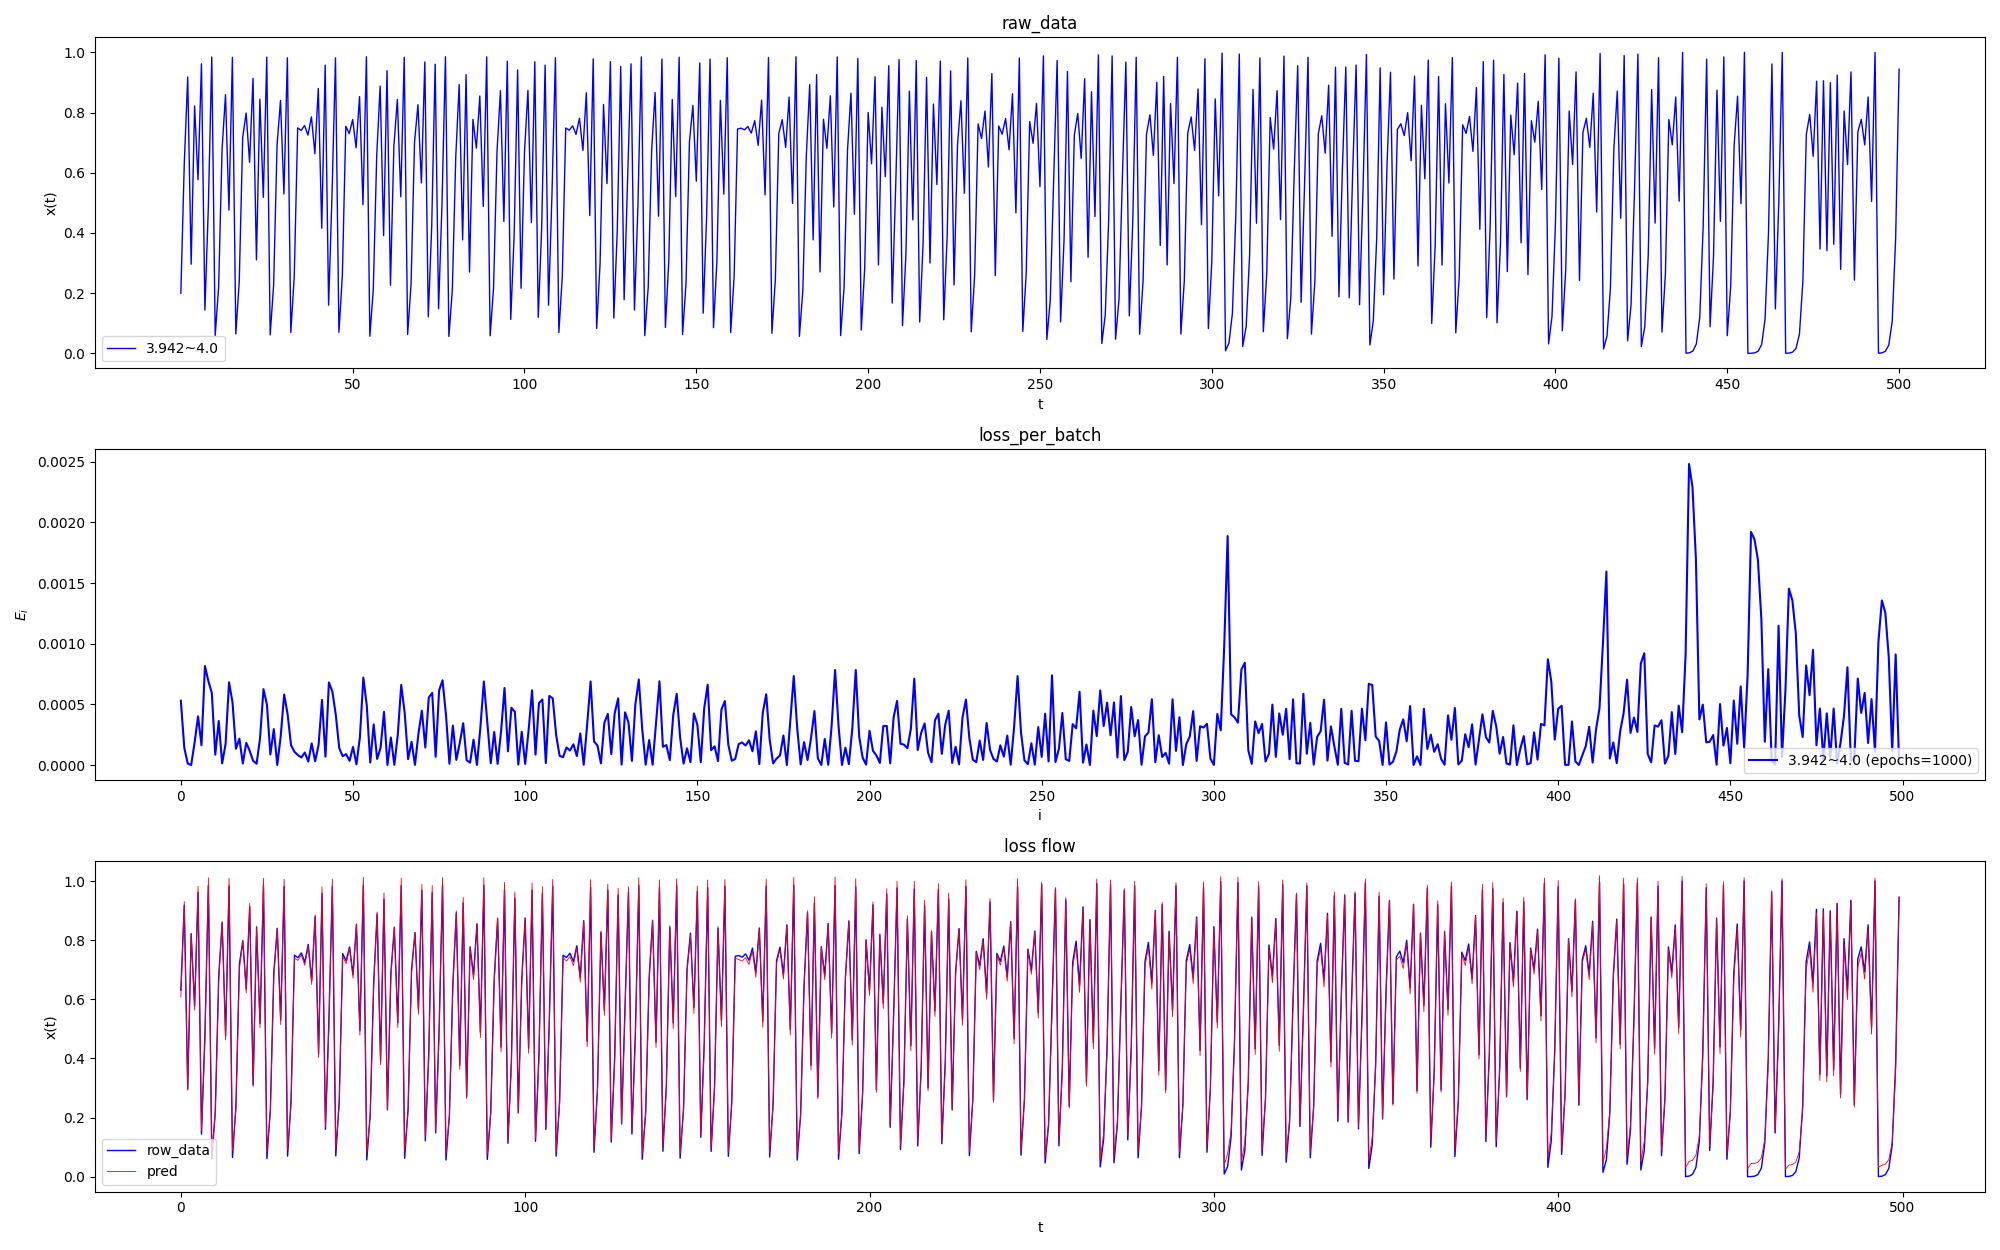 raw_data
1.0
0.8
0.6
0.4
0.2
0.0
x(t)
3.942~4.0
50 100 150 200 250 300 350 400 450 500
t
loss_per_batch
0.0025
0.0020
0.0015
0.0010
0.0005
0.0000
E_i
3.942~4.0 (epochs=1000)
0 50 100 150 200 250 300 350 400 450 500
i
loss flow
1.0
0.8
0.6
0.4
0.2
0.0
x(t)
row_data
pred
0 100 200 300 400 500
t